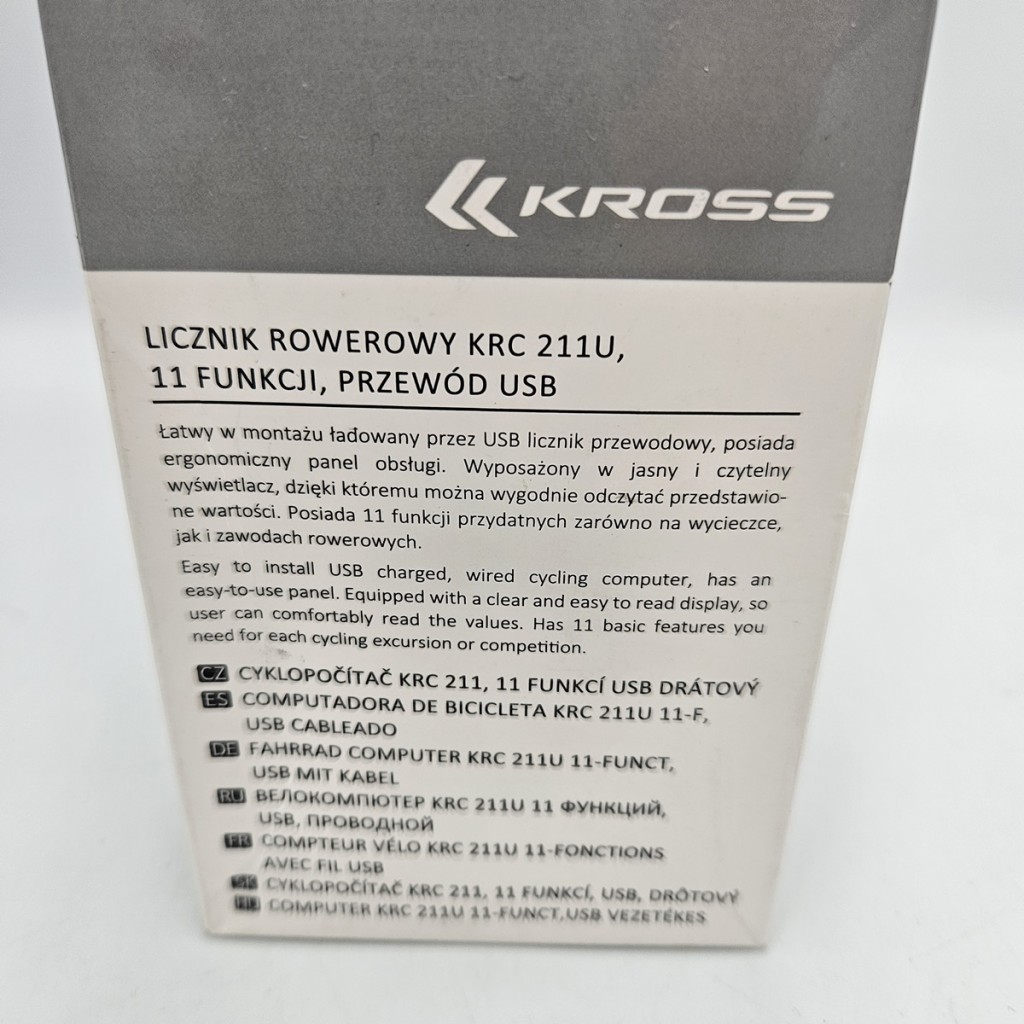 KROSS
LICZNIK ROWEROWY KRC 211U,
11 FUNKCJI, PRZEWÓD USB
Łatwy w montażu ładowany przez USB licznik przewodowy, posiada
ergonomiczny panel obsługi. Wyposażony w jasny i czytelny
wyświetlacz, dzięki któremu można wygodnie odczytać przedstawio-
ne wartości. Posiada 11 funkcji przydatnych zarówno na wycieczce,
jak i zawodach rowerowych.
Easy to install USB charged, wired cycling computer, has an
easy-to-use panel. Equipped with a clear and easy to read display, so
user can comfortably read the values. Has 11 basic features you
need for each cycling excursion or competition.
CZ CYKLOPOČÍTAČ KRC 211, 11 FUNKCÍ USB DRÁTOVÝ
ES COMPUTADORA DE BICICLETA KRC 211U 11-F,
USB CABLEADO
DE FAHRRAD COMPUTER KRC 211U 11-FUNCT,
USB MIT KABEL
RU ВЕЛОКОМПЮТЕР KRC 211U 11 ФУНКЦИЙ,
USB, ПРОВОДНОЙ
FR COMPTEUR VÉLO KRC 211U 11-FONCTIONS
AVEC FIL USB
CYKLOPOČÍTAČ KRC 211, 11 FUNKCÍ, USB, DRÔTOVÝ
COMPUTER KRC 211U 11-FUNCT,USB VEZETÉKES